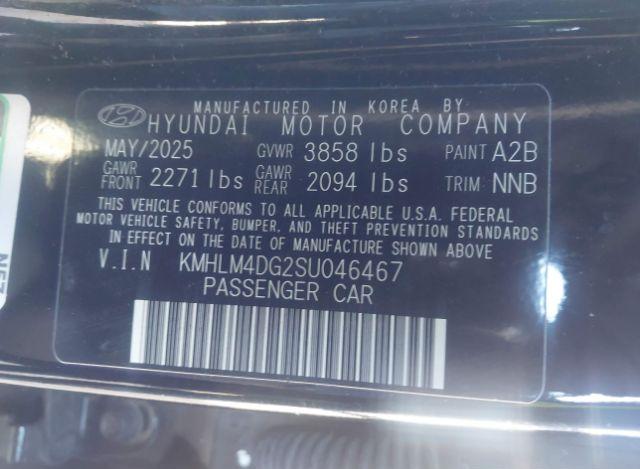 MANUFACTURED IN KOREA BY
HYUNDAI MOTOR COMPANY
MAY/2025 GVWR 3858 lbs PAINT A2B
GAWR FRONT 2271 lbs GAWR REAR 2094 lbs TRIM NNB
THIS VEHICLE CONFORMS TO ALL APPLICABLE U.S.A. FEDERAL
MOTOR VEHICLE SAFETY, BUMPER, AND THEFT PREVENTION STANDARDS
IN EFFECT ON THE DATE OF MANUFACTURE SHOWN ABOVE
V.I.N KMHLM4DG2SU046467
PASSENGER CAR